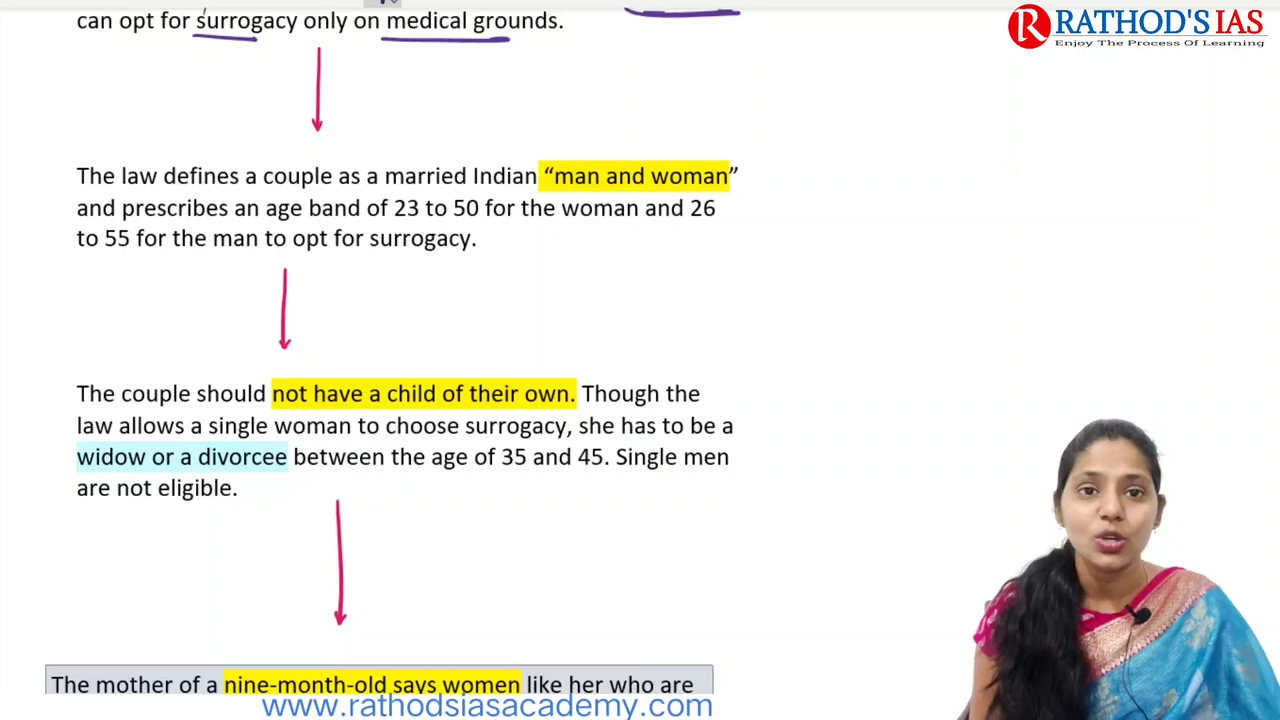 can opt for surrogacy only on medical grounds.
RATHOD'S IAS
Enjoy The Process Of Learning
The law defines a couple as a married Indian “man and woman”
and prescribes an age band of 23 to 50 for the woman and 26
to 55 for the man to opt for surrogacy.
The couple should not have a child of their own. Though the
law allows a single woman to choose surrogacy, she has to be a
widow or a divorcee between the age of 35 and 45. Single men
are not eligible.
The mother of a nine-month-old says women like her who are
www.rathodsiasacademy.com